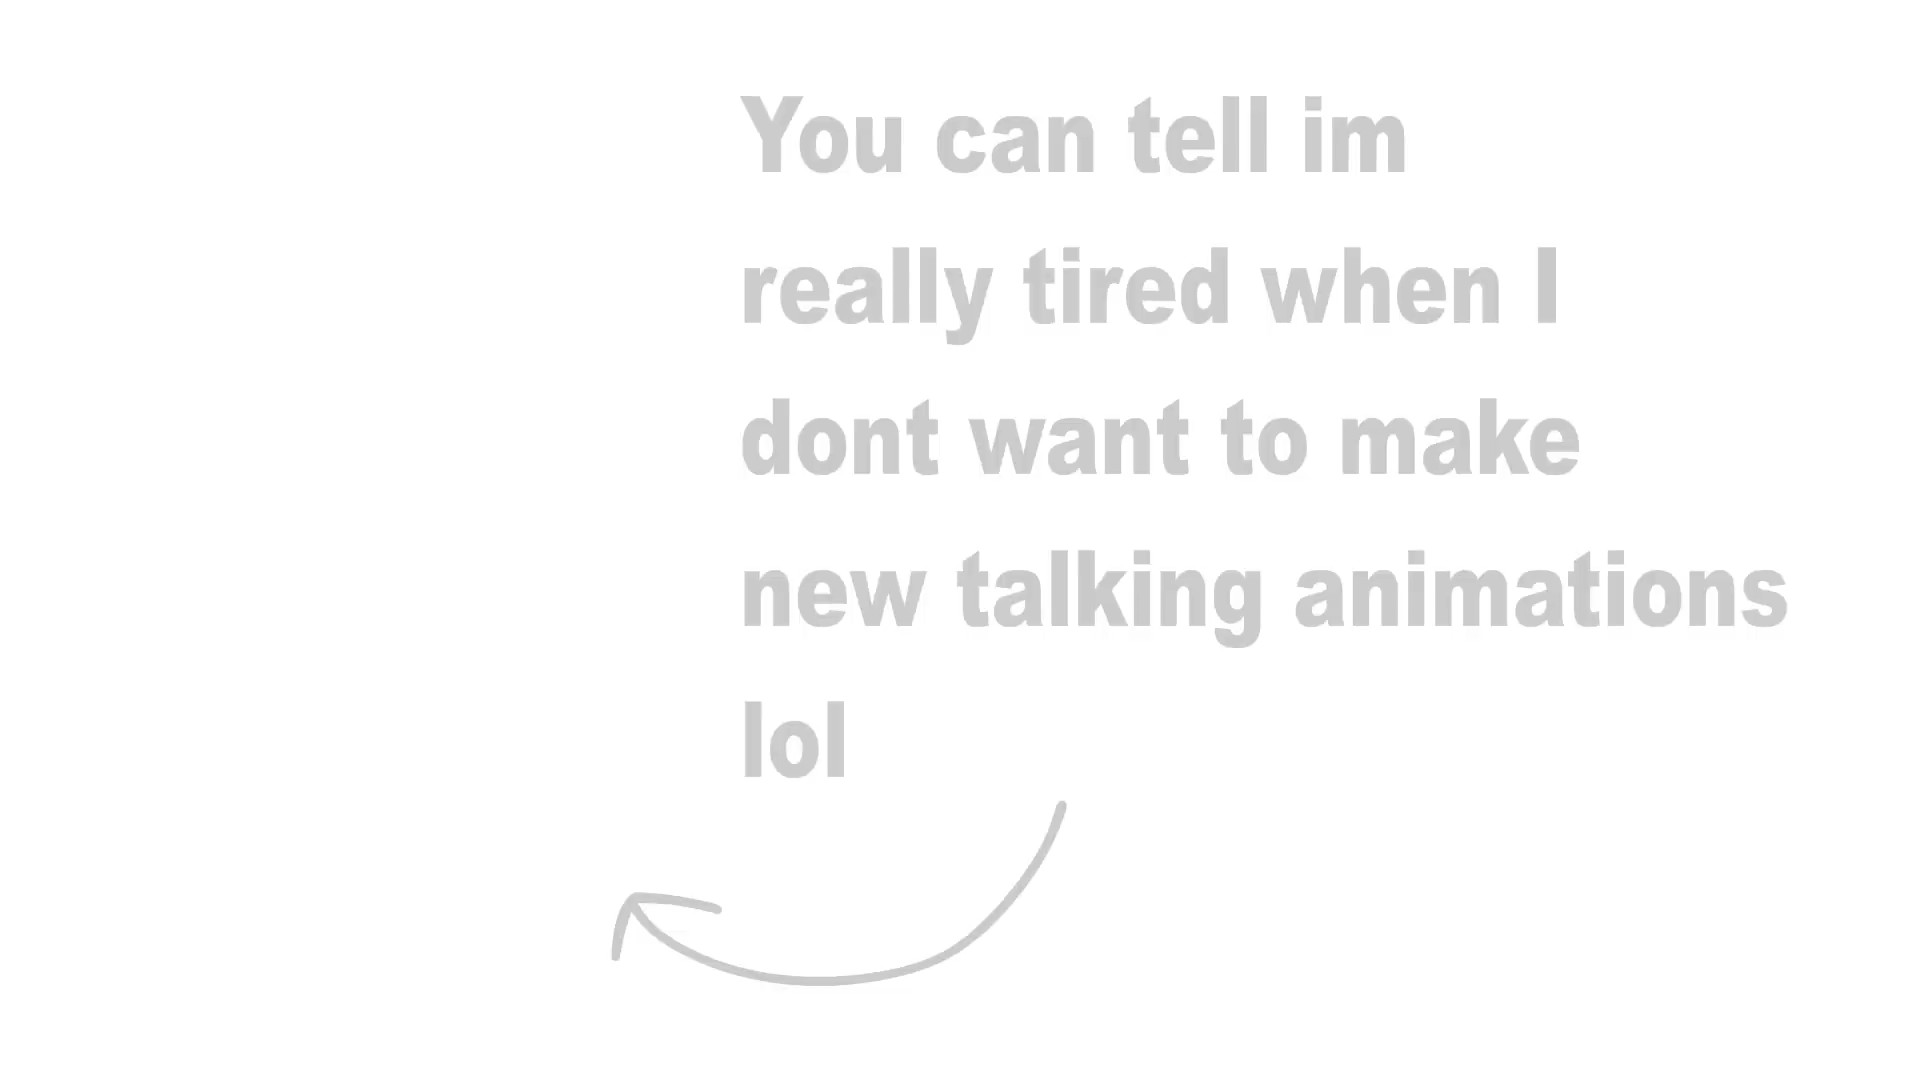 You can tell im
really tired when I
dont want to make
new talking animations
lol